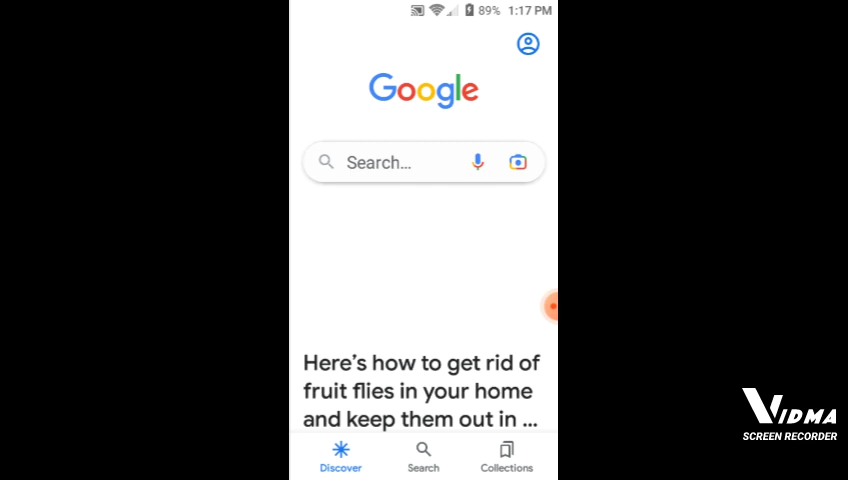 89% 1:17 PM
Google
Search...
Here's how to get rid of
fruit flies in your home
and keep them out in ...
Discover Search Collections
VIDMA
SCREEN RECORDER